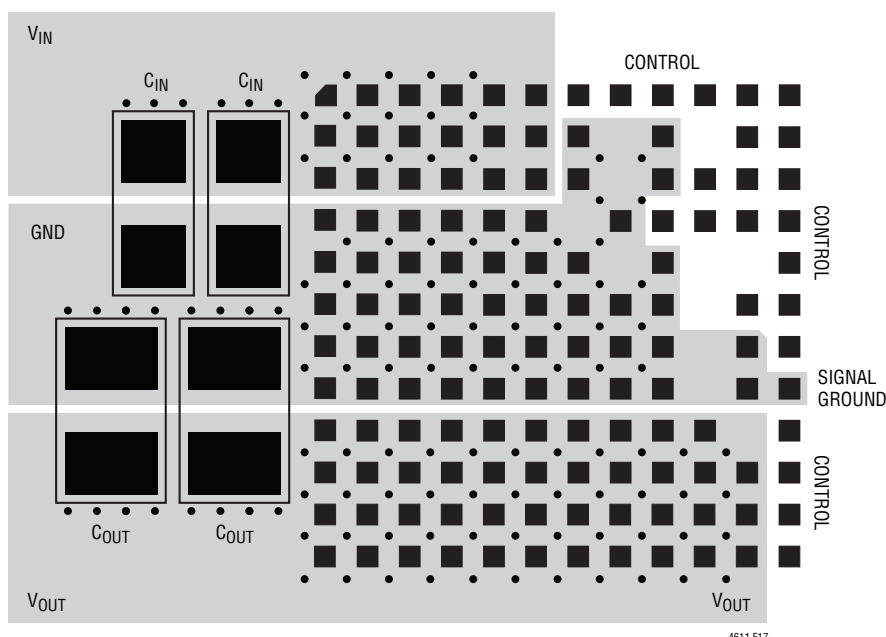 VIN
CIN
CIN
CONTROL
GND
CONTROL
SIGNAL
GROUND
CONTROL
COUT
COUT
VOUT
VOUT
4611 F17